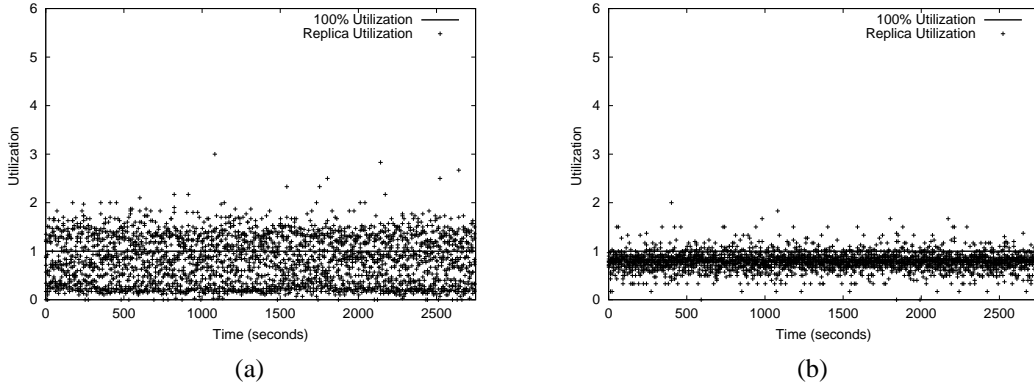 6
5
4
3
2
1
0
Utilization
0 500 1000 1500 2000 2500
Time (seconds)
100% Utilization
Replica Utilization
(a)
6
5
4
3
2
1
0
Utilization
0 500 1000 1500 2000 2500
Time (seconds)
100% Utilization
Replica Utilization
(b)